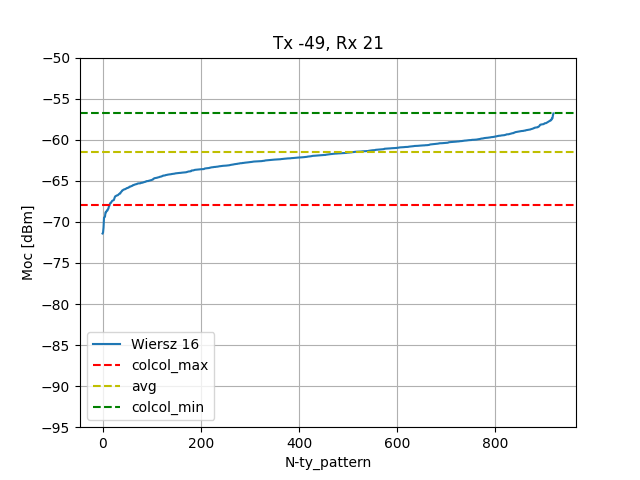 Tx -49, Rx 21
−50
−55
−60
−65
−70
−75
−80
−85
−90
−95
Moc [dBm]
Wiersz 16
colcol_max
avg
colcol_min
0 200 400 600 800
N-ty_pattern